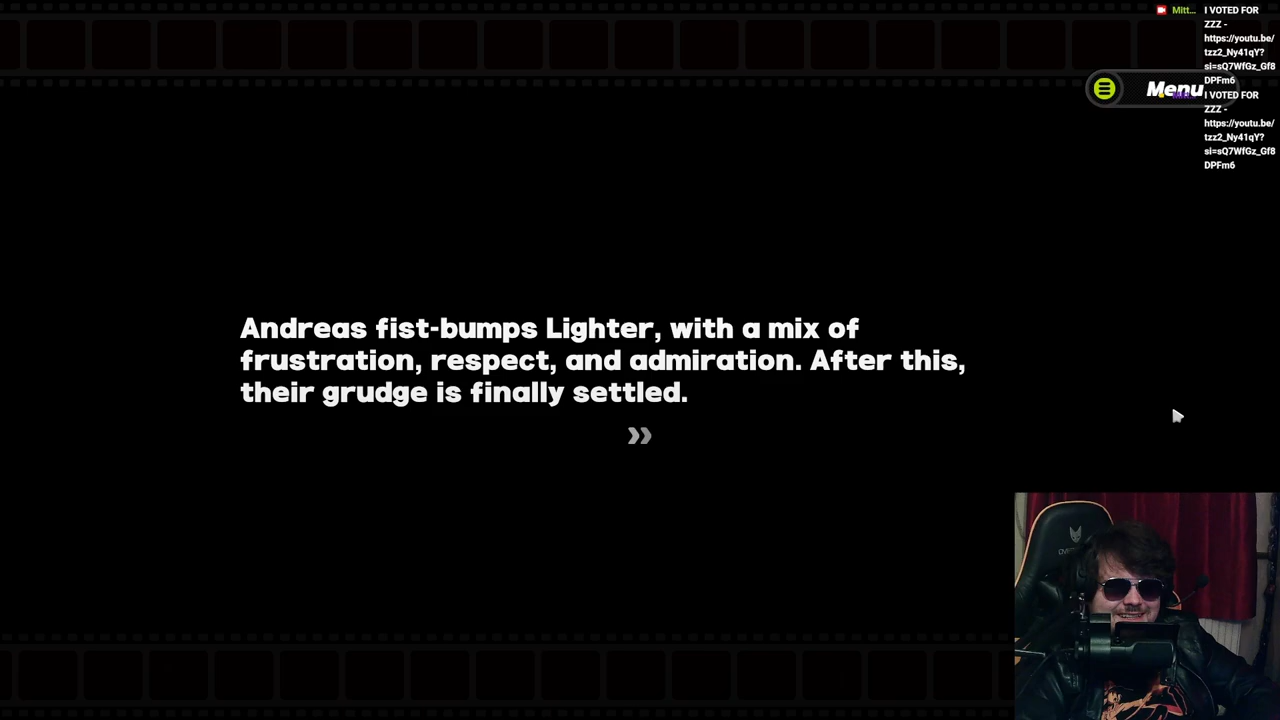 Mitt... I VOTED FOR
ZZZ -
https://youtu.be/
tzz2_Ny41qY?
si=sQ7WfGz_Gf8
DPFm6
I VOTED FOR
ZZZ -
https://youtu.be/
tzz2_Ny41qY?
si=sQ7WfGz_Gf8
DPFm6
Menu
Andreas fist-bumps Lighter, with a mix of
frustration, respect, and admiration. After this,
their grudge is finally settled.